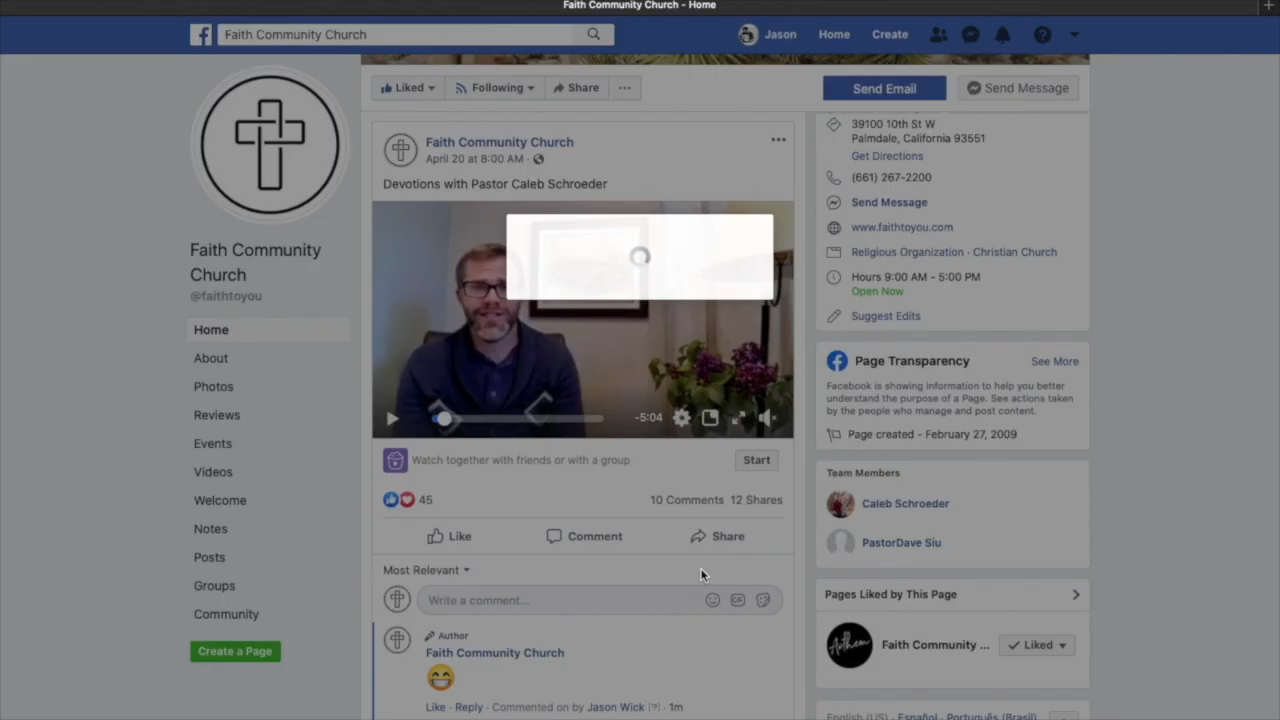 Faith Community Church - Home
Faith Community Church
Jason
Home
Create
Liked
Following
Share
Send Email
Send Message
Faith Community
Church
@faithtoyou
Home
About
Photos
Reviews
Events
Videos
Welcome
Notes
Posts
Groups
Community
Create a Page
Faith Community Church
April 20 at 8:00 AM ·
Devotions with Pastor Caleb Schroeder
-5:04
Watch together with friends or with a group
Start
45
10 Comments 12 Shares
Like
Comment
Share
Most Relevant
Write a comment...
GIF
Author
Faith Community Church
Like · Reply · Commented on by Jason Wick [?] · 1m
39100 10th St W
Palmdale, California 93551
Get Directions
(661) 267-2200
Send Message
www.faithtoyou.com
Religious Organization · Christian Church
Hours 9:00 AM - 5:00 PM
Open Now
Suggest Edits
Page Transparency
See More
Facebook is showing information to help you better
understand the purpose of a Page. See actions taken
by the people who manage and post content.
Page created - February 27, 2009
Team Members
Caleb Schroeder
PastorDave Siu
Pages Liked by This Page
Anthem
Faith Community ...
Liked
English (US) · Español · Português (Brasil) ·